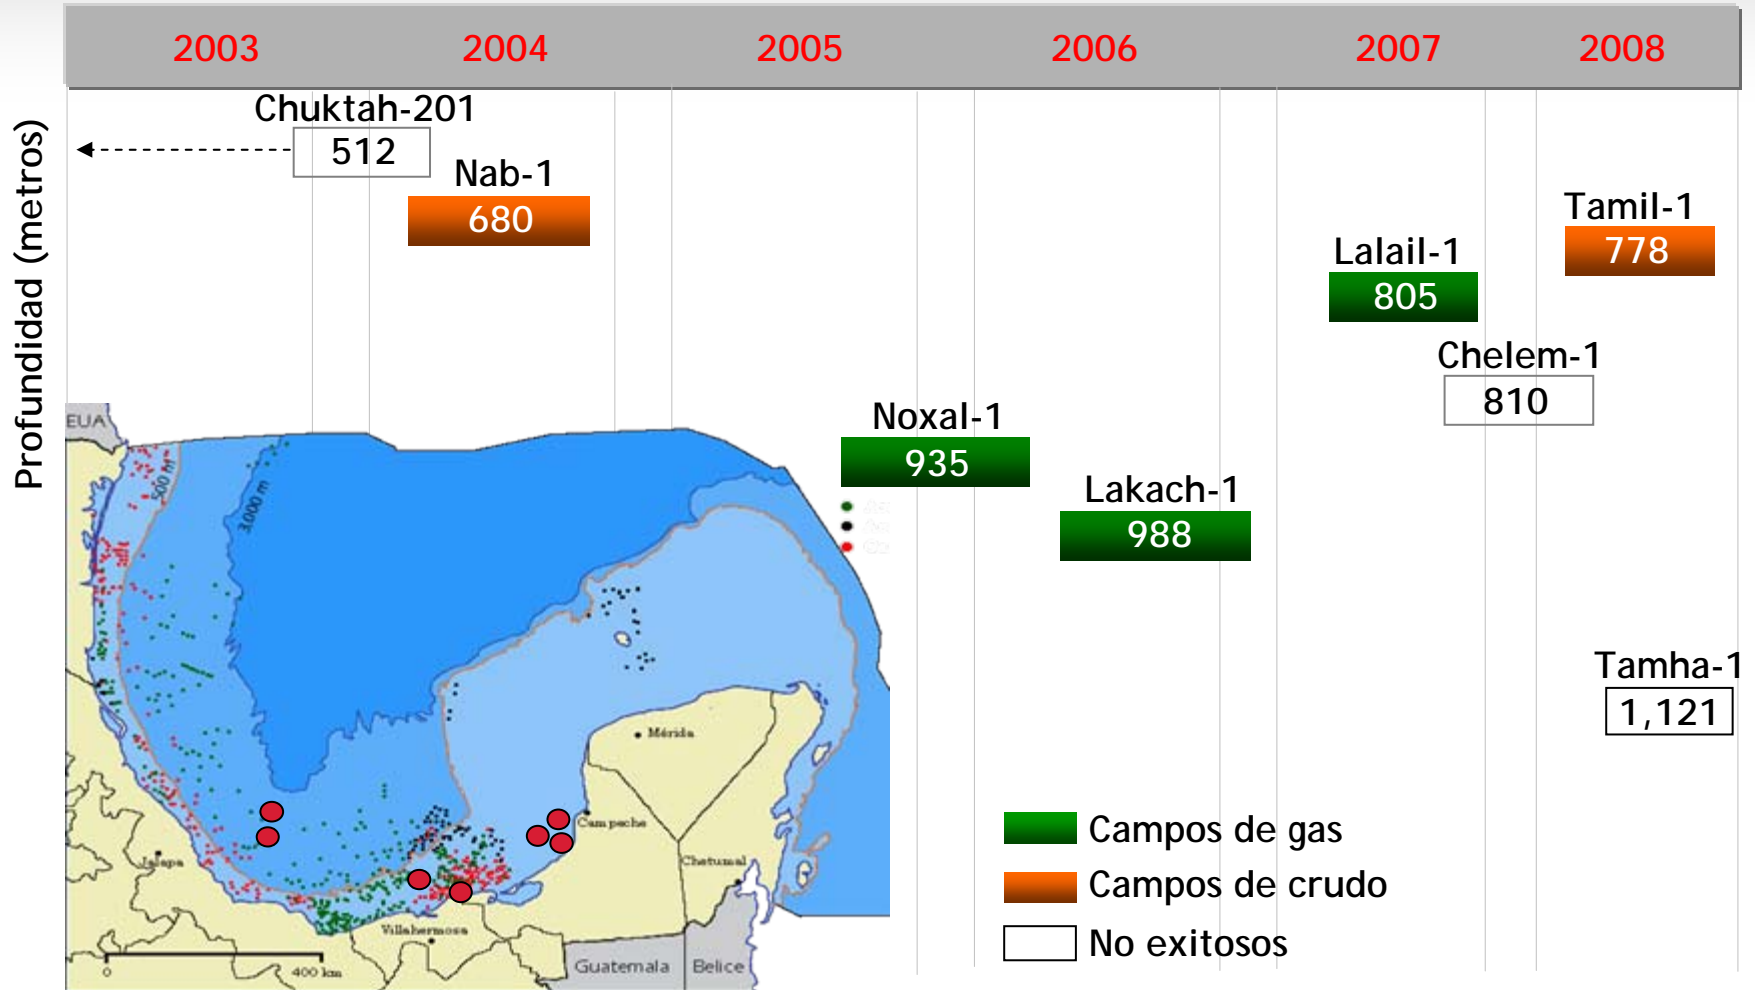 2003 2004 2005 2006 2007 2008
Profundidad (metros)
Chuktah-201
512
Nab-1
680
Tamil-1
778
Lalail-1
805
Chelem-1
810
Noxal-1
935
Lakach-1
988
Tamha-1
1,121
EUA
500 m
3.000 m
Mérida
Campeche
Jalapa
Chetumal
Villahermosa
0 400 km
Guatemala
Belice
Campos de gas
Campos de crudo
No exitosos